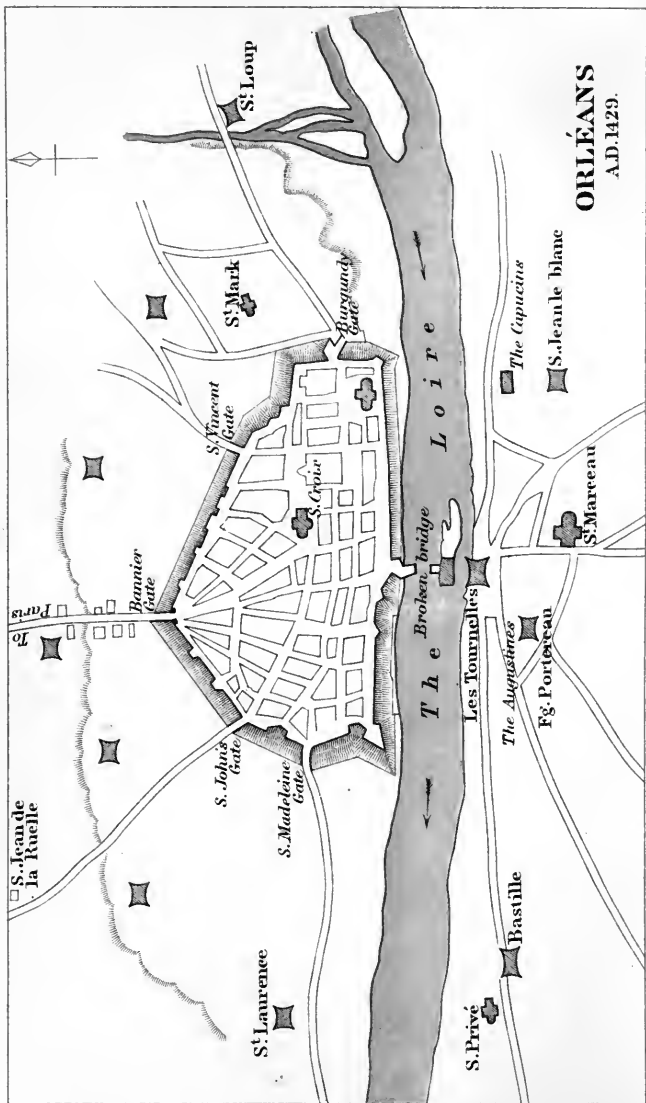 ORLÉANS
A.D.1429.
St Loup
St Mark
Burgundy
Gate
S. Vincent
Gate
To Paris
Bannier
Gate
S. Croix
S. John's
Gate
S. Madeleine
Gate
S. Jean de
la Ruelle
St Laurence
The Loire
Broken bridge
Les Tournelles
The Augustines
Fg. Portereau
St Marceau
The Capucins
S. Jean le blanc
Bastille
S. Privé